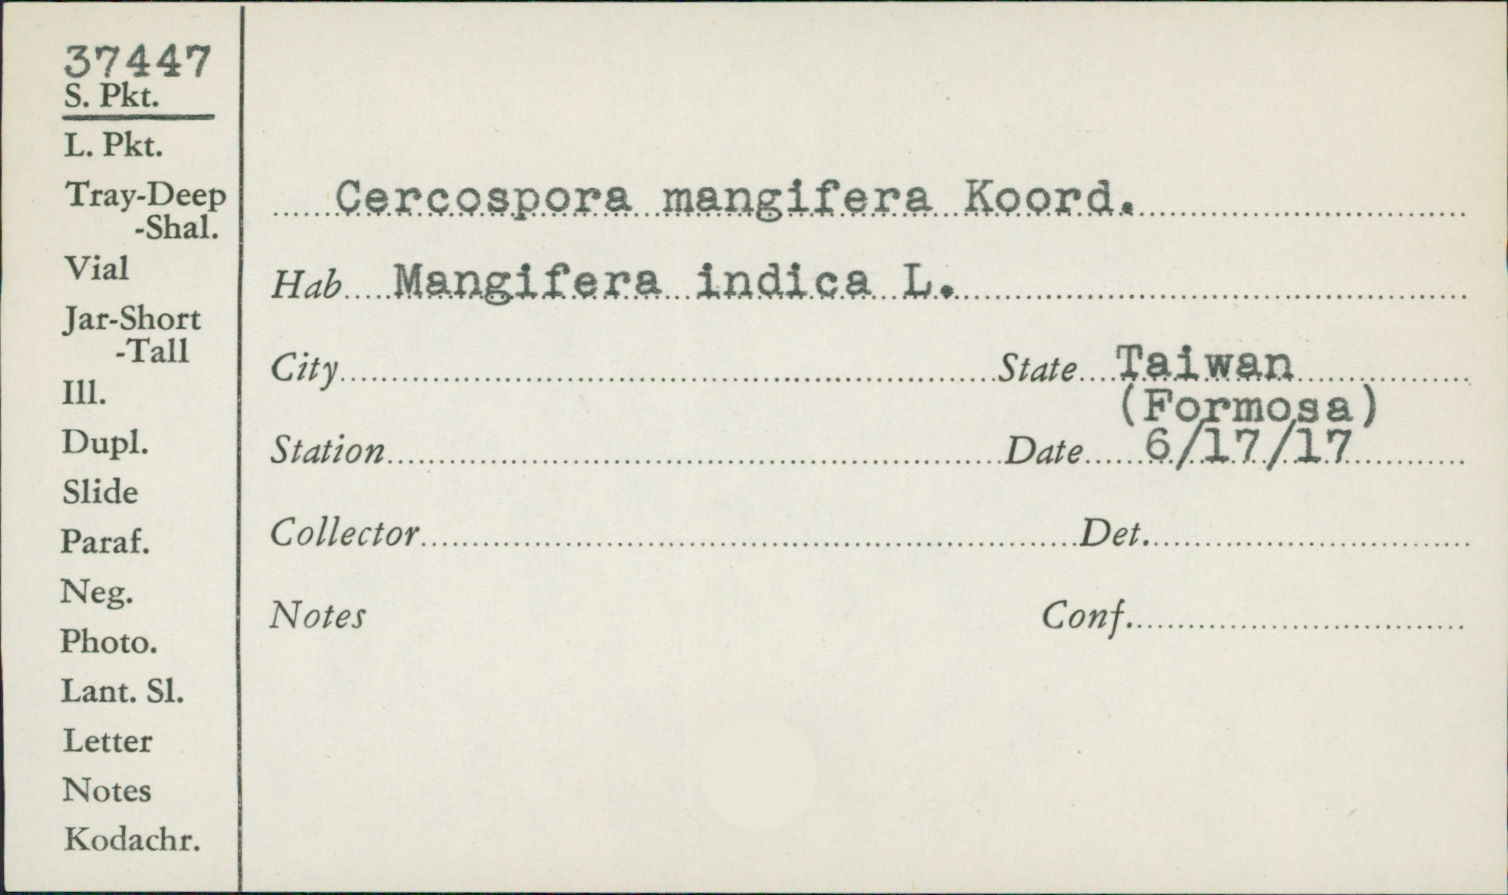 37447
S. Pkt.
L. Pkt.
Tray-Deep
-Shal.
Vial
Jar-Short
-Tall
Ill.
Dupl.
Slide
Paraf.
Neg.
Photo.
Lant. Sl.
Letter
Notes
Kodachr.
Cercospora mangifera Koord.
Hab Mangifera indica L.
City State Taiwan
(Formosa)
Station Date 6/17/17
Collector Det.
Notes Conf.